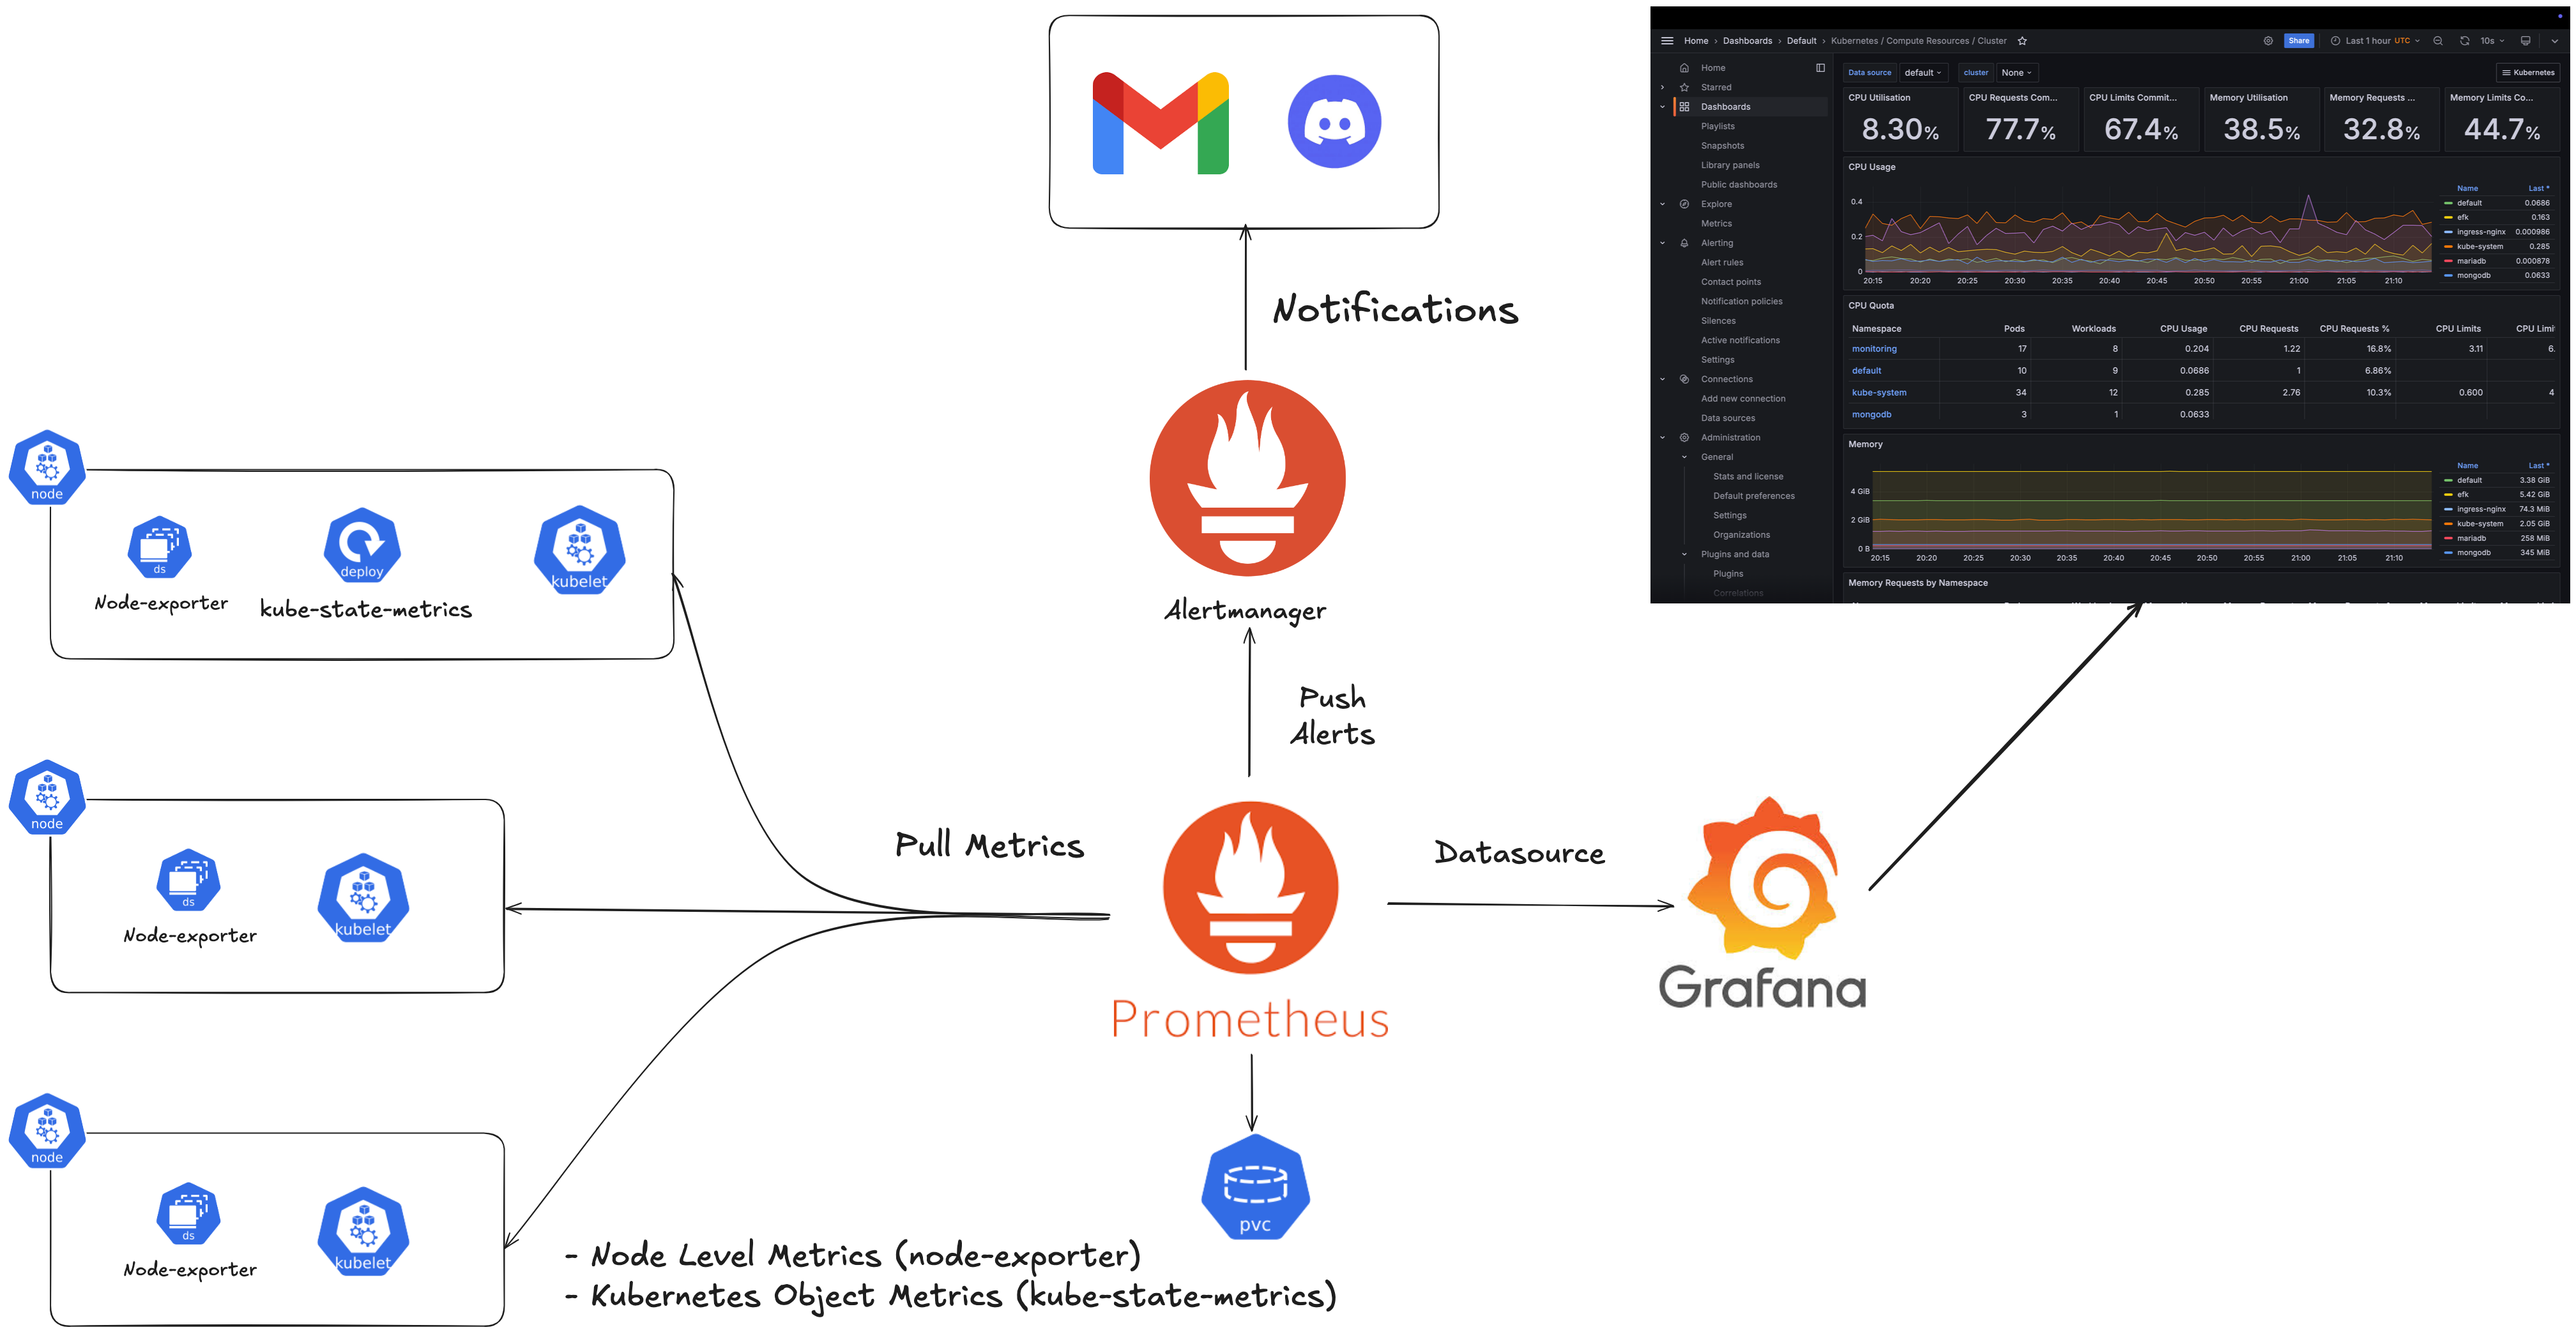 Notifications
Alertmanager
Push
Alerts
Pull Metrics
Prometheus
Datasource
Grafana
pvc
node
ds
Node-exporter
deploy
kube-state-metrics
kubelet
node
ds
Node-exporter
kubelet
node
ds
Node-exporter
kubelet
- Node Level Metrics (node-exporter)
- Kubernetes Object Metrics (kube-state-metrics)
Home › Dashboards › Default › Kubernetes / Compute Resources / Cluster
Share
Last 1 hour UTC
10s
Home
Starred
Dashboards
Playlists
Snapshots
Library panels
Public dashboards
Explore
Metrics
Alerting
Alert rules
Contact points
Notification policies
Silences
Active notifications
Settings
Connections
Add new connection
Data sources
Administration
General
Stats and license
Default preferences
Settings
Organizations
Plugins and data
Plugins
Correlations
Data source default cluster None
Kubernetes
CPU Utilisation
8.30%
CPU Requests Com...
77.7%
CPU Limits Commit...
67.4%
Memory Utilisation
38.5%
Memory Requests ...
32.8%
Memory Limits Co...
44.7%
CPU Usage
0.4
0.2
0
20:15 20:20 20:25 20:30 20:35 20:40 20:45 20:50 20:55 21:00 21:05 21:10
Name Last *
default 0.0686
efk 0.163
ingress-nginx 0.000986
kube-system 0.285
mariadb 0.000878
mongodb 0.0633
CPU Quota
Namespace Pods Workloads CPU Usage CPU Requests CPU Requests % CPU Limits CPU Limi
monitoring 17 8 0.204 1.22 16.8% 3.11 6.
default 10 9 0.0686 1 6.86%
kube-system 34 12 0.285 2.76 10.3% 0.600 4
mongodb 3 1 0.0633
Memory
4 GiB
2 GiB
0 B
20:15 20:20 20:25 20:30 20:35 20:40 20:45 20:50 20:55 21:00 21:05 21:10
Name Last *
default 3.38 GiB
efk 5.42 GiB
ingress-nginx 74.3 MiB
kube-system 2.05 GiB
mariadb 258 MiB
mongodb 345 MiB
Memory Requests by Namespace